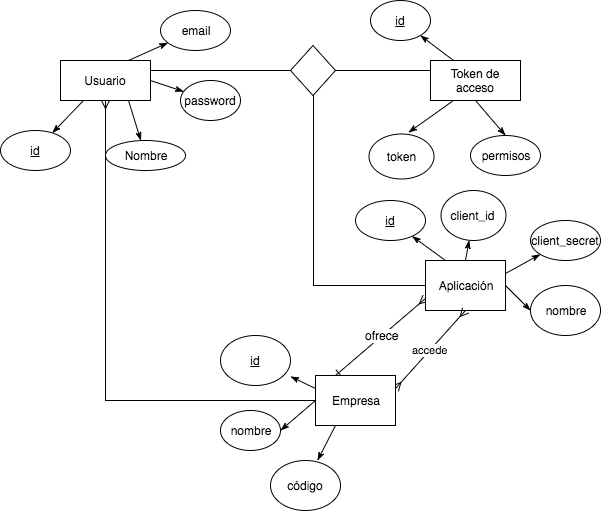 id
email
Usuario
Token de
acceso
password
id
Nombre
token
permisos
id
client_id
client_secret
Aplicación
nombre
ofrece
accede
id
Empresa
nombre
código